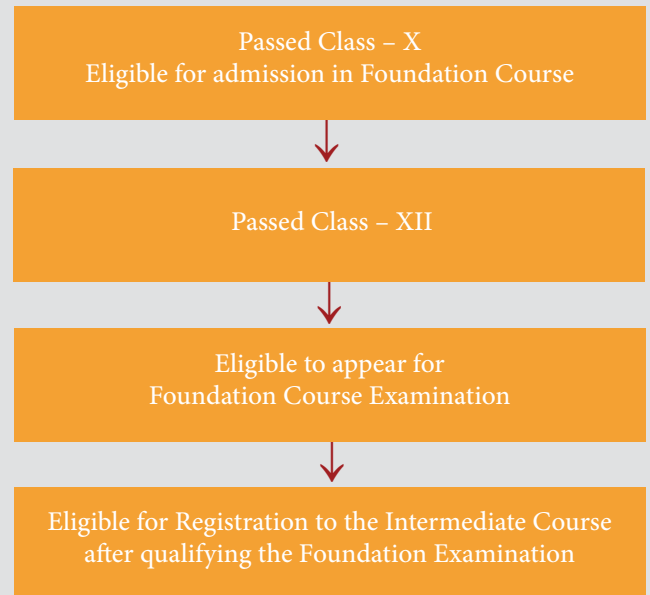 Passed Class – X
Eligible for admission in Foundation Course
Passed Class – XII
Eligible to appear for
Foundation Course Examination
Eligible for Registration to the Intermediate Course
after qualifying the Foundation Examination